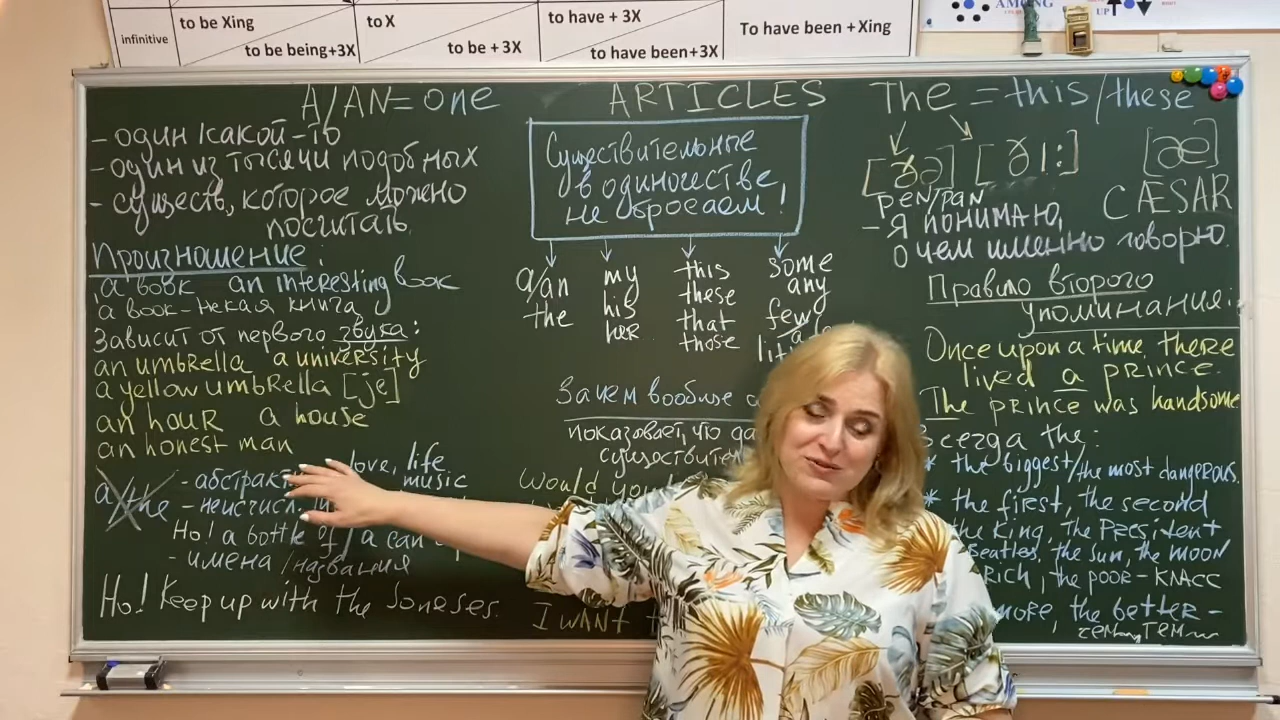 infinitive
to be Xing
to be being+3X
to X
to be + 3X
to have + 3X
to have been+3X
To have been +Xing
AMONG
UP
A/AN = one
- один какой-то
- один из тысячи подобных
- существ, которое можно
посчитать.
Произношение:
a book an interesting book
a book-некая книга
Зависит от первого звука:
an umbrella a university
a yellow umbrella [je]
an hour a house
an honest man
a/the
- абстракт love, life
- неисчисл. music
Но! a bottle of / a can
- имена / названия
Но! Keep up with the Joneses.
ARTICLES
Существительные
в одиночестве
не бросаем!
a/an my this some
the his these any
her that few
those
Зачем вообще
показовает, что
существител
Would you
I WANT
The = this/these
[ðə] [ðI:] [æ]
pen/pan CÆSAR
- Я понимаю,
о чем именно говорю.
Правило второго
упоминания:
Once upon a time there
lived a prince.
The prince was handsome
Всегда the:
* the biggest/the most dangerous.
* the first, the second
the King, The President
Beatles, the sun, the moon
Rich, the poor - класс
more, the better -